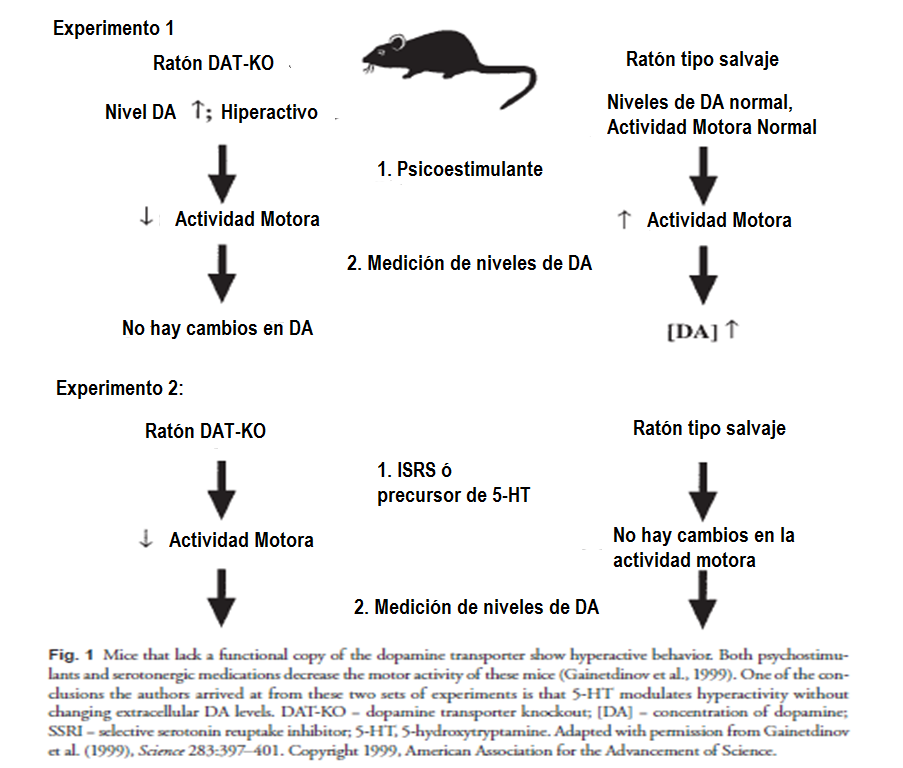 Experimento 1
Ratón DAT-KO
Ratón tipo salvaje
Nivel DA ↑; Hiperactivo
Niveles de DA normal,
Actividad Motora Normal
1. Psicoestimulante
↓ Actividad Motora
↑ Actividad Motora
2. Medición de niveles de DA
No hay cambios en DA
[DA] ↑
Experimento 2:
Ratón DAT-KO
Ratón tipo salvaje
1. ISRS ó
precursor de 5-HT
↓ Actividad Motora
No hay cambios en la
actividad motora
2. Medición de niveles de DA
Fig. 1 Mice that lack a functional copy of the dopamine transporter show hyperactive behavior. Both psychostimu-
lants and serotonergic medications decrease the motor activity of these mice (Gainetdinov et al., 1999). One of the con-
clusions the authors arrived at from these two sets of experiments is that 5-HT modulates hyperactivity without
changing extracellular DA levels. DAT-KO – dopamine transporter knockout; [DA] – concentration of dopamine;
SSRI – selective serotonin reuptake inhibitor; 5-HT, 5-hydroxytryptamine. Adapted with permission from Gainetdinov
et al. (1999), Science 283:397–401. Copyright 1999, American Association for the Advancement of Science.